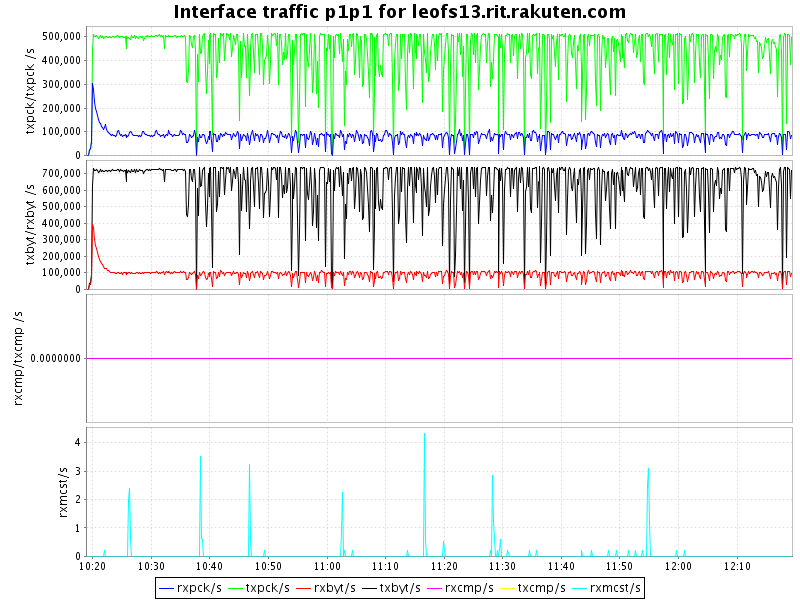 Interface traffic p1p1 for leofs13.rit.rakuten.com
txpck/txpck /s
500,000
400,000
300,000
200,000
100,000
0
txbyt/rxbyt /s
700,000
600,000
500,000
400,000
300,000
200,000
100,000
0
rxcmp/txcmp /s
0.0000000
rxmcst/s
4
3
2
1
0
10:20 10:30 10:40 10:50 11:00 11:10 11:20 11:30 11:40 11:50 12:00 12:10
rxpck/s txpck/s rxbyt/s txbyt/s rxcmp/s txcmp/s rxmcst/s